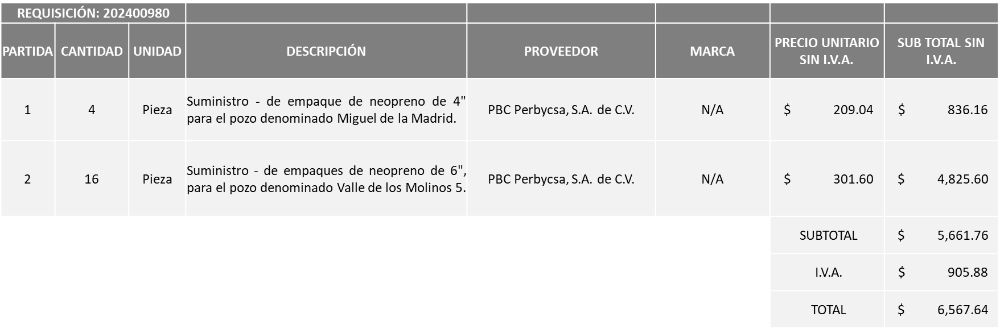 REQUISICIÓN: 202400980
PARTIDA CANTIDAD UNIDAD DESCRIPCIÓN PROVEEDOR MARCA PRECIO UNITARIO SIN I.V.A. SUB TOTAL SIN I.V.A.
1 4 Pieza Suministro - de empaque de neopreno de 4" para el pozo denominado Miguel de la Madrid. PBC Perbycsa, S.A. de C.V. N/A $ 209.04 $ 836.16
2 16 Pieza Suministro - de empaques de neopreno de 6", para el pozo denominado Valle de los Molinos 5. PBC Perbycsa, S.A. de C.V. N/A $ 301.60 $ 4,825.60
SUBTOTAL $ 5,661.76
I.V.A. $ 905.88
TOTAL $ 6,567.64